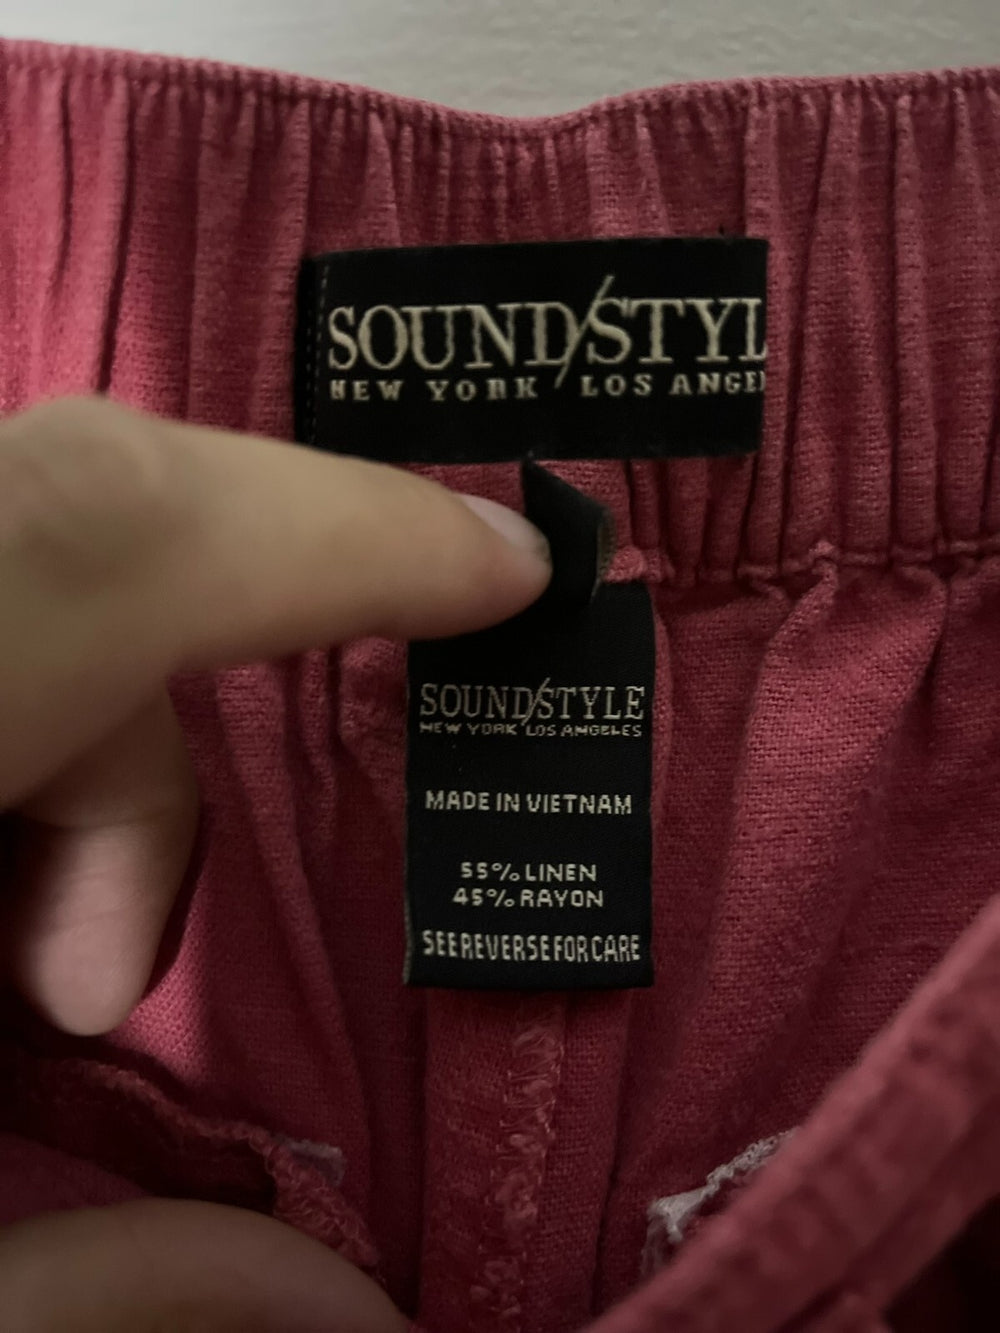 SOUND/STYL
NEW YORK LOS ANGEL
SOUND/STYLE
NEW YORK LOS ANGELES
MADE IN VIETNAM
55% LINEN
45% RAYON
SEE REVERSE FOR CARE